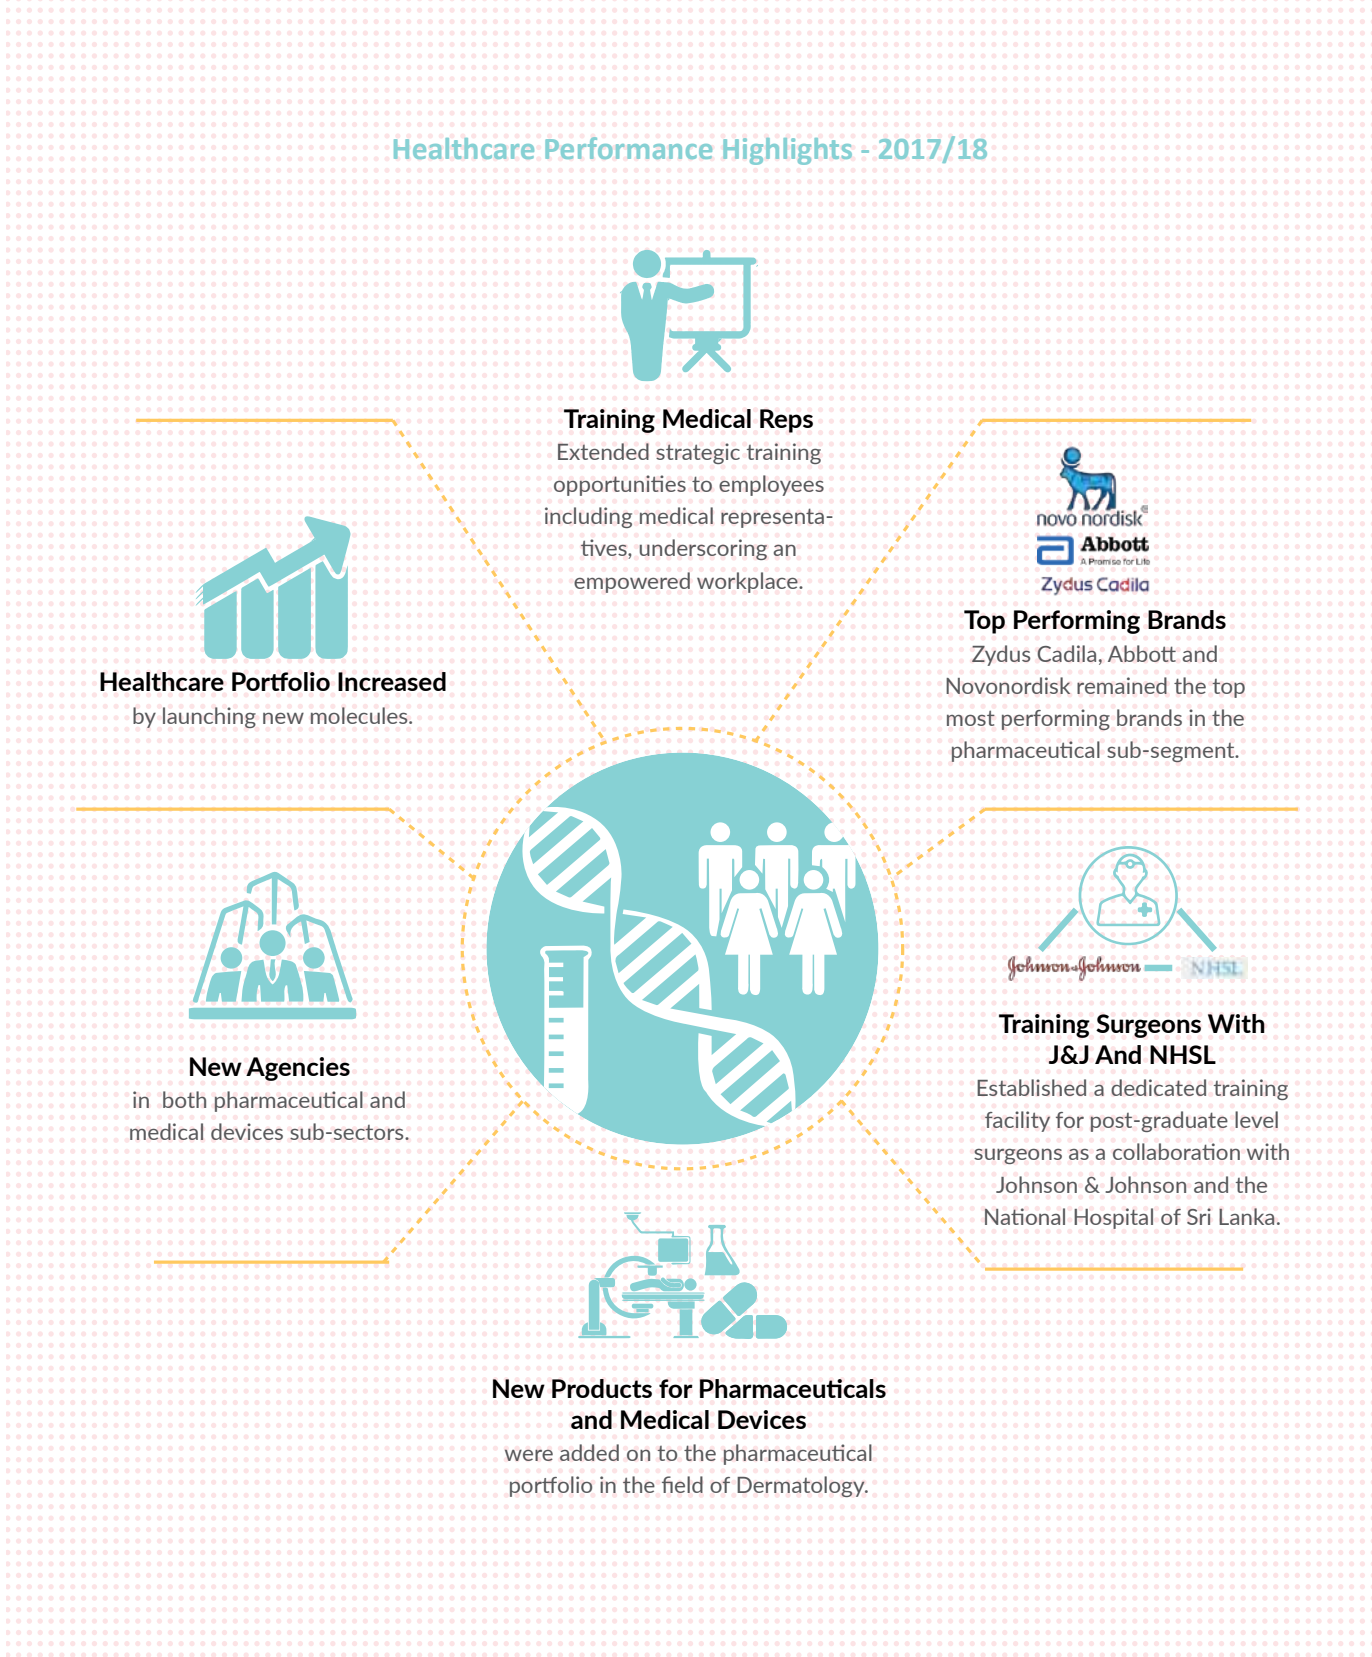 Healthcare Performance Highlights - 2017/18
Training Medical Reps
Extended strategic training
opportunities to employees
including medical representa-
tives, underscoring an
empowered workplace.
novo nordisk®
Abbott
A Promise for Life
Zydus Cadila
Top Performing Brands
Zydus Cadila, Abbott and
Novonordisk remained the top
most performing brands in the
pharmaceutical sub-segment.
Healthcare Portfolio Increased
by launching new molecules.
New Agencies
in both pharmaceutical and
medical devices sub-sectors.
Johnson&Johnson
NHSL
Training Surgeons With
J&J And NHSL
Established a dedicated training
facility for post-graduate level
surgeons as a collaboration with
Johnson & Johnson and the
National Hospital of Sri Lanka.
New Products for Pharmaceuticals
and Medical Devices
were added on to the pharmaceutical
portfolio in the field of Dermatology.